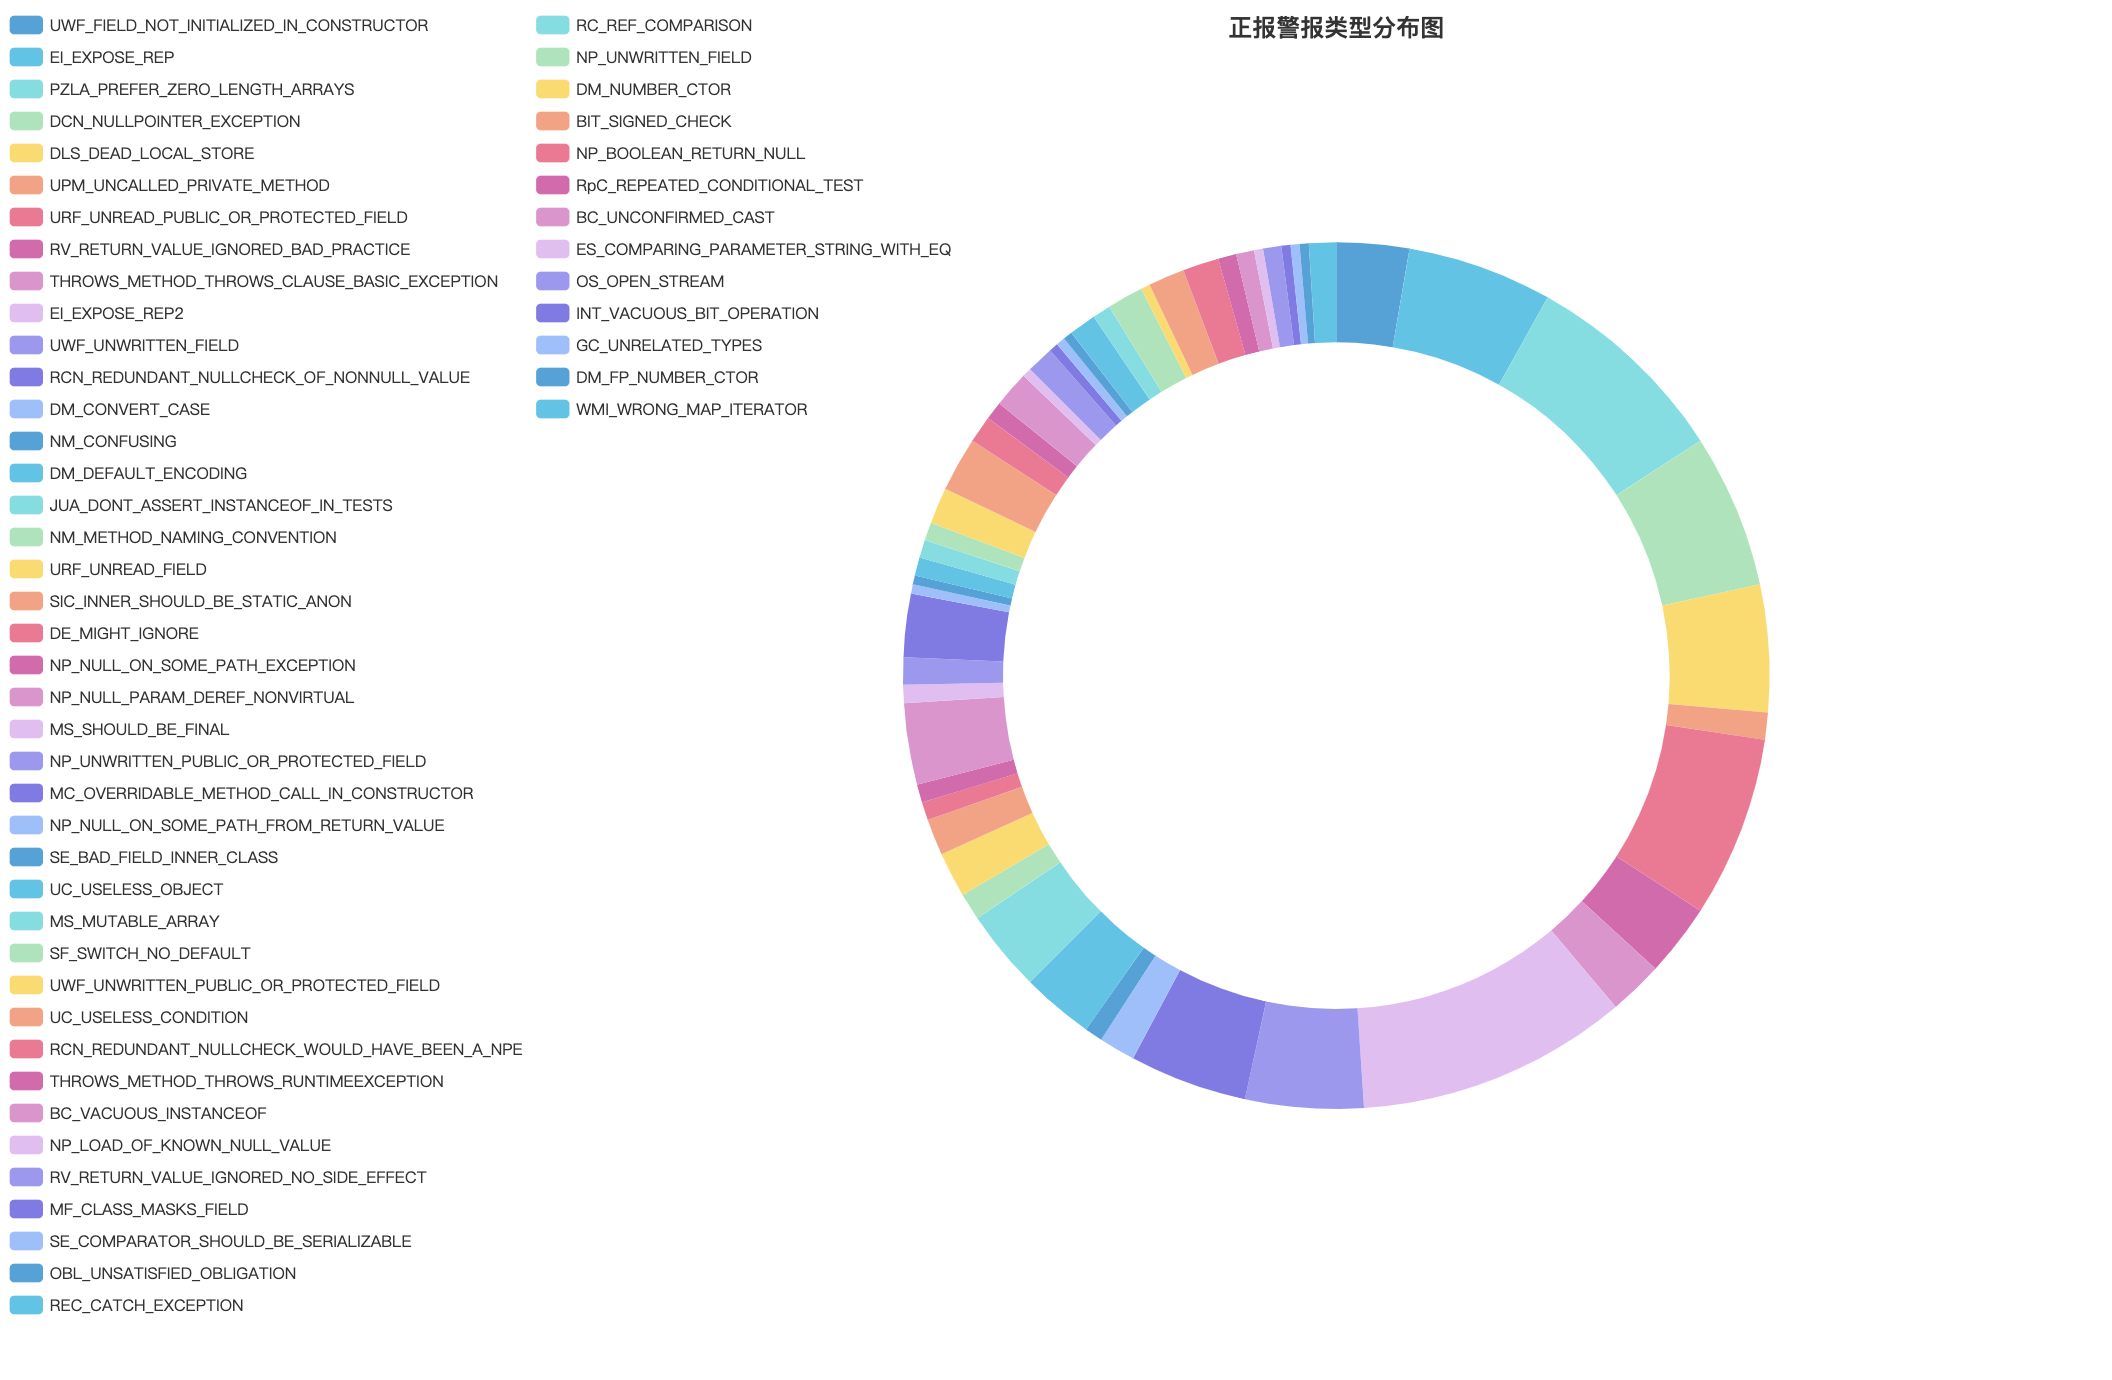 正报警报类型分布图
UWF_FIELD_NOT_INITIALIZED_IN_CONSTRUCTOR
EI_EXPOSE_REP
PZLA_PREFER_ZERO_LENGTH_ARRAYS
DCN_NULLPOINTER_EXCEPTION
DLS_DEAD_LOCAL_STORE
UPM_UNCALLED_PRIVATE_METHOD
URF_UNREAD_PUBLIC_OR_PROTECTED_FIELD
RV_RETURN_VALUE_IGNORED_BAD_PRACTICE
THROWS_METHOD_THROWS_CLAUSE_BASIC_EXCEPTION
EI_EXPOSE_REP2
UWF_UNWRITTEN_FIELD
RCN_REDUNDANT_NULLCHECK_OF_NONNULL_VALUE
DM_CONVERT_CASE
NM_CONFUSING
DM_DEFAULT_ENCODING
JUA_DONT_ASSERT_INSTANCEOF_IN_TESTS
NM_METHOD_NAMING_CONVENTION
URF_UNREAD_FIELD
SIC_INNER_SHOULD_BE_STATIC_ANON
DE_MIGHT_IGNORE
NP_NULL_ON_SOME_PATH_EXCEPTION
NP_NULL_PARAM_DEREF_NONVIRTUAL
MS_SHOULD_BE_FINAL
NP_UNWRITTEN_PUBLIC_OR_PROTECTED_FIELD
MC_OVERRIDABLE_METHOD_CALL_IN_CONSTRUCTOR
NP_NULL_ON_SOME_PATH_FROM_RETURN_VALUE
SE_BAD_FIELD_INNER_CLASS
UC_USELESS_OBJECT
MS_MUTABLE_ARRAY
SF_SWITCH_NO_DEFAULT
UWF_UNWRITTEN_PUBLIC_OR_PROTECTED_FIELD
UC_USELESS_CONDITION
RCN_REDUNDANT_NULLCHECK_WOULD_HAVE_BEEN_A_NPE
THROWS_METHOD_THROWS_RUNTIMEEXCEPTION
BC_VACUOUS_INSTANCEOF
NP_LOAD_OF_KNOWN_NULL_VALUE
RV_RETURN_VALUE_IGNORED_NO_SIDE_EFFECT
MF_CLASS_MASKS_FIELD
SE_COMPARATOR_SHOULD_BE_SERIALIZABLE
OBL_UNSATISFIED_OBLIGATION
REC_CATCH_EXCEPTION
RC_REF_COMPARISON
NP_UNWRITTEN_FIELD
DM_NUMBER_CTOR
BIT_SIGNED_CHECK
NP_BOOLEAN_RETURN_NULL
RpC_REPEATED_CONDITIONAL_TEST
BC_UNCONFIRMED_CAST
ES_COMPARING_PARAMETER_STRING_WITH_EQ
OS_OPEN_STREAM
INT_VACUOUS_BIT_OPERATION
GC_UNRELATED_TYPES
DM_FP_NUMBER_CTOR
WMI_WRONG_MAP_ITERATOR